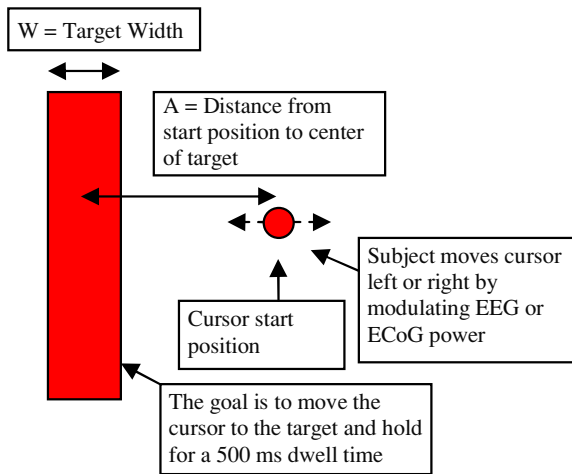 W = Target Width
A = Distance from
start position to center
of target
Subject moves cursor
left or right by
modulating EEG or
ECoG power
Cursor start
position
The goal is to move the
cursor to the target and hold
for a 500 ms dwell time